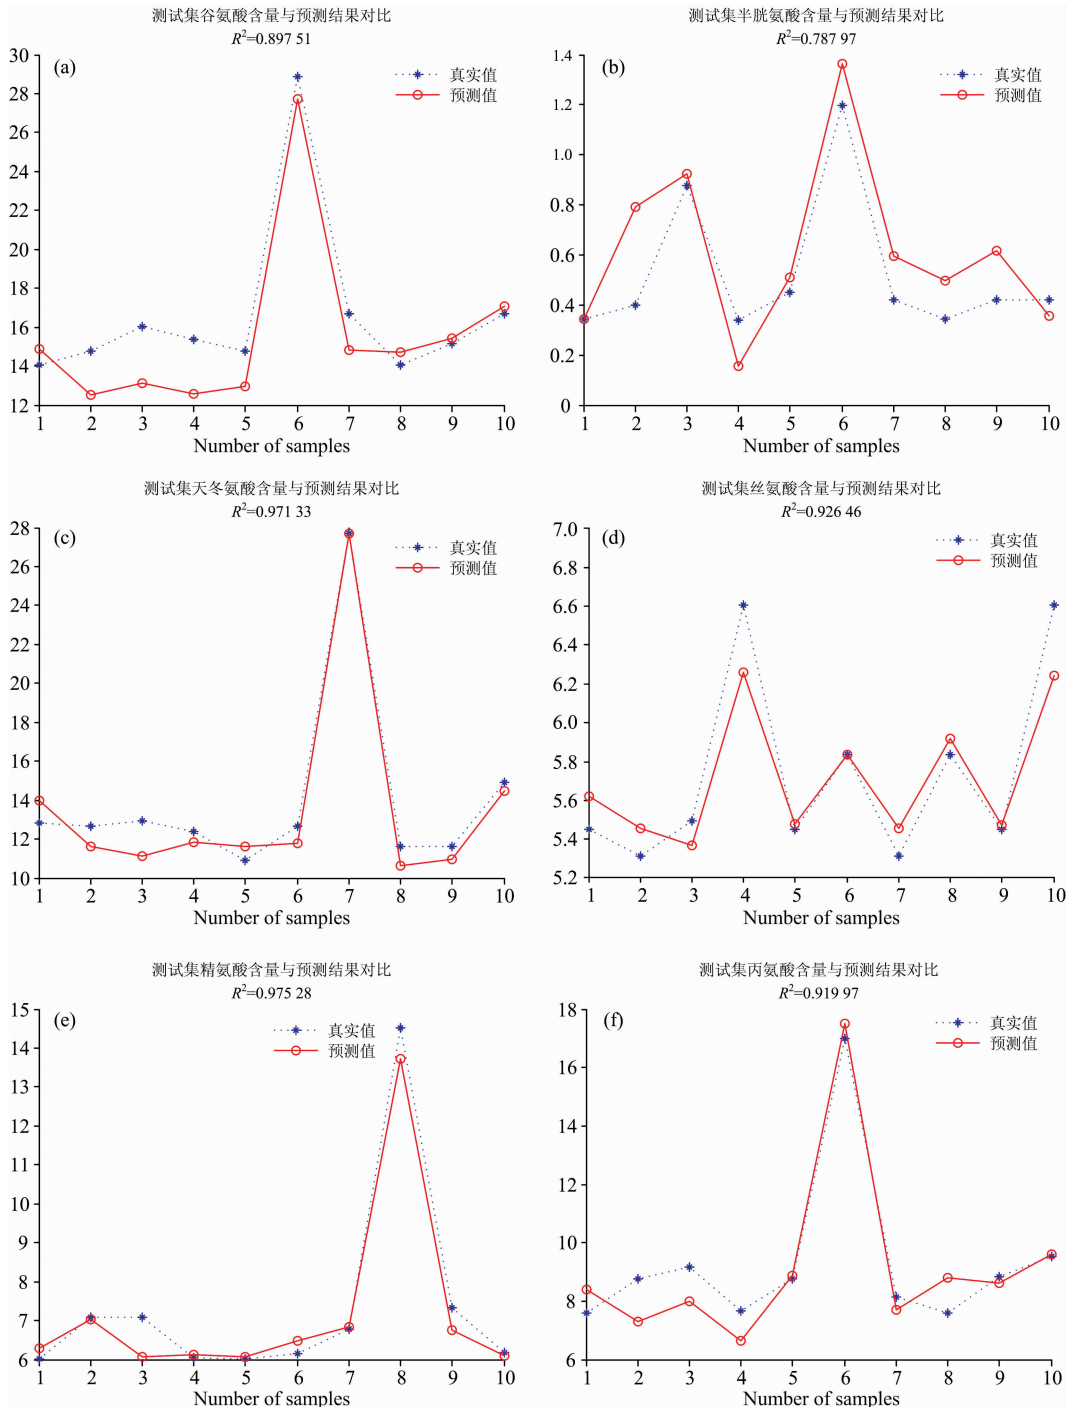 测试集谷氨酸含量与预测结果对比
R²=0.897 51
(a)
真实值
预测值
30
28
26
24
22
20
18
16
14
12
1 2 3 4 5 6 7 8 9 10
Number of samples
测试集半胱氨酸含量与预测结果对比
R²=0.787 97
(b)
真实值
预测值
1.4
1.2
1.0
0.8
0.6
0.4
0.2
0
1 2 3 4 5 6 7 8 9 10
Number of samples
测试集天冬氨酸含量与预测结果对比
R²=0.971 33
(c)
真实值
预测值
28
26
24
22
20
18
16
14
12
10
1 2 3 4 5 6 7 8 9 10
Number of samples
测试集丝氨酸含量与预测结果对比
R²=0.926 46
(d)
真实值
预测值
7.0
6.8
6.6
6.4
6.2
6.0
5.8
5.6
5.4
5.2
1 2 3 4 5 6 7 8 9 10
Number of samples
测试集精氨酸含量与预测结果对比
R²=0.975 28
(e)
真实值
预测值
15
14
13
12
11
10
9
8
7
6
1 2 3 4 5 6 7 8 9 10
Number of samples
测试集丙氨酸含量与预测结果对比
R²=0.919 97
(f)
真实值
预测值
18
16
14
12
10
8
6
1 2 3 4 5 6 7 8 9 10
Number of samples